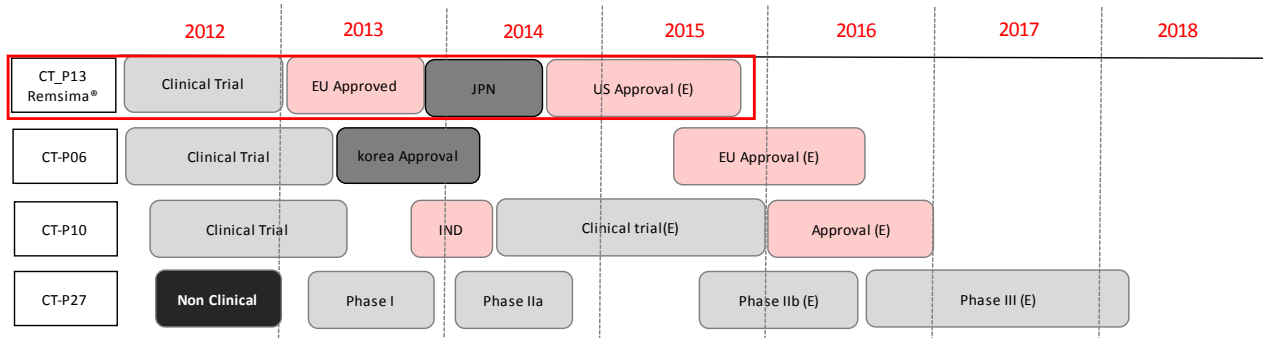 2012 2013 2014 2015 2016 2017 2018
CT_P13
Remsima®
Clinical Trial EU Approved JPN US Approval (E)
CT-P06 Clinical Trial korea Approval EU Approval (E)
CT-P10 Clinical Trial IND Clinical trial(E) Approval (E)
CT-P27 Non Clinical Phase I Phase IIa Phase IIb (E) Phase III (E)